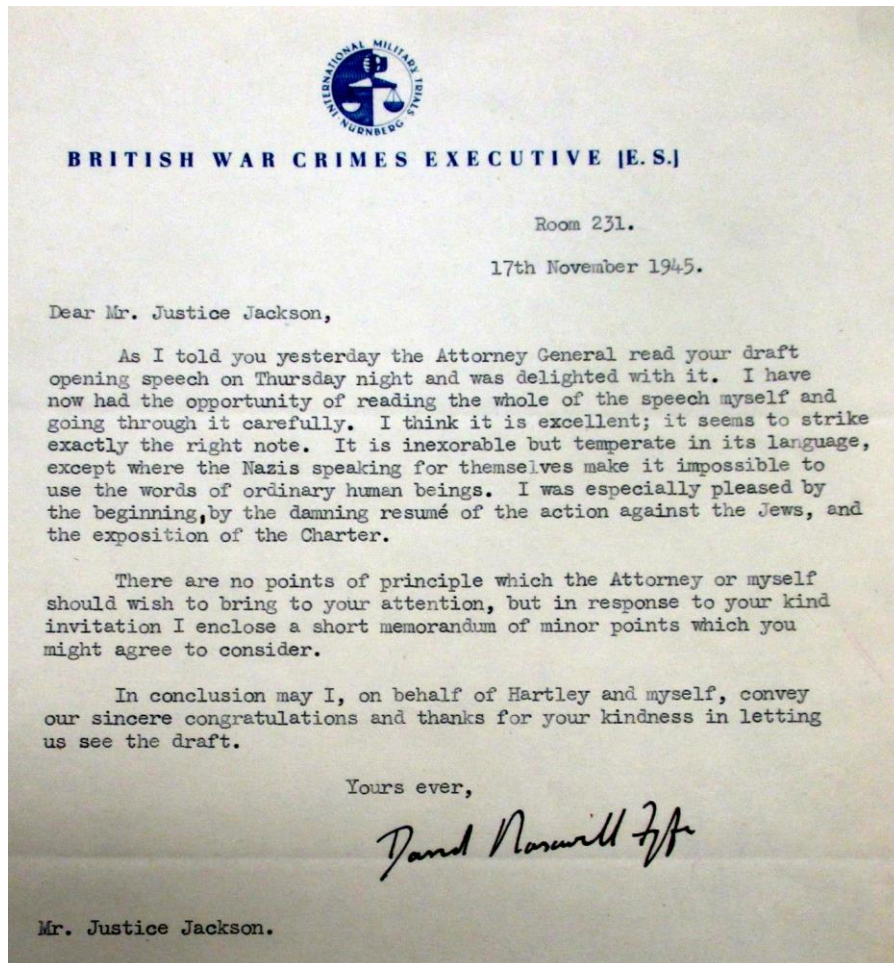 INTERNATIONAL MILITARY TRIALS
NÜRNBERG
BRITISH WAR CRIMES EXECUTIVE [E. S.]
Room 231.
17th November 1945.
Dear Mr. Justice Jackson,
As I told you yesterday the Attorney General read your draft
opening speech on Thursday night and was delighted with it. I have
now had the opportunity of reading the whole of the speech myself and
going through it carefully. I think it is excellent; it seems to strike
exactly the right note. It is inexorable but temperate in its language,
except where the Nazis speaking for themselves make it impossible to
use the words of ordinary human beings. I was especially pleased by
the beginning, by the damning resumé of the action against the Jews, and
the exposition of the Charter.
There are no points of principle which the Attorney or myself
should wish to bring to your attention, but in response to your kind
invitation I enclose a short memorandum of minor points which you
might agree to consider.
In conclusion may I, on behalf of Hartley and myself, convey
our sincere congratulations and thanks for your kindness in letting
us see the draft.
Yours ever,
David Maxwell Fyfe
Mr. Justice Jackson.